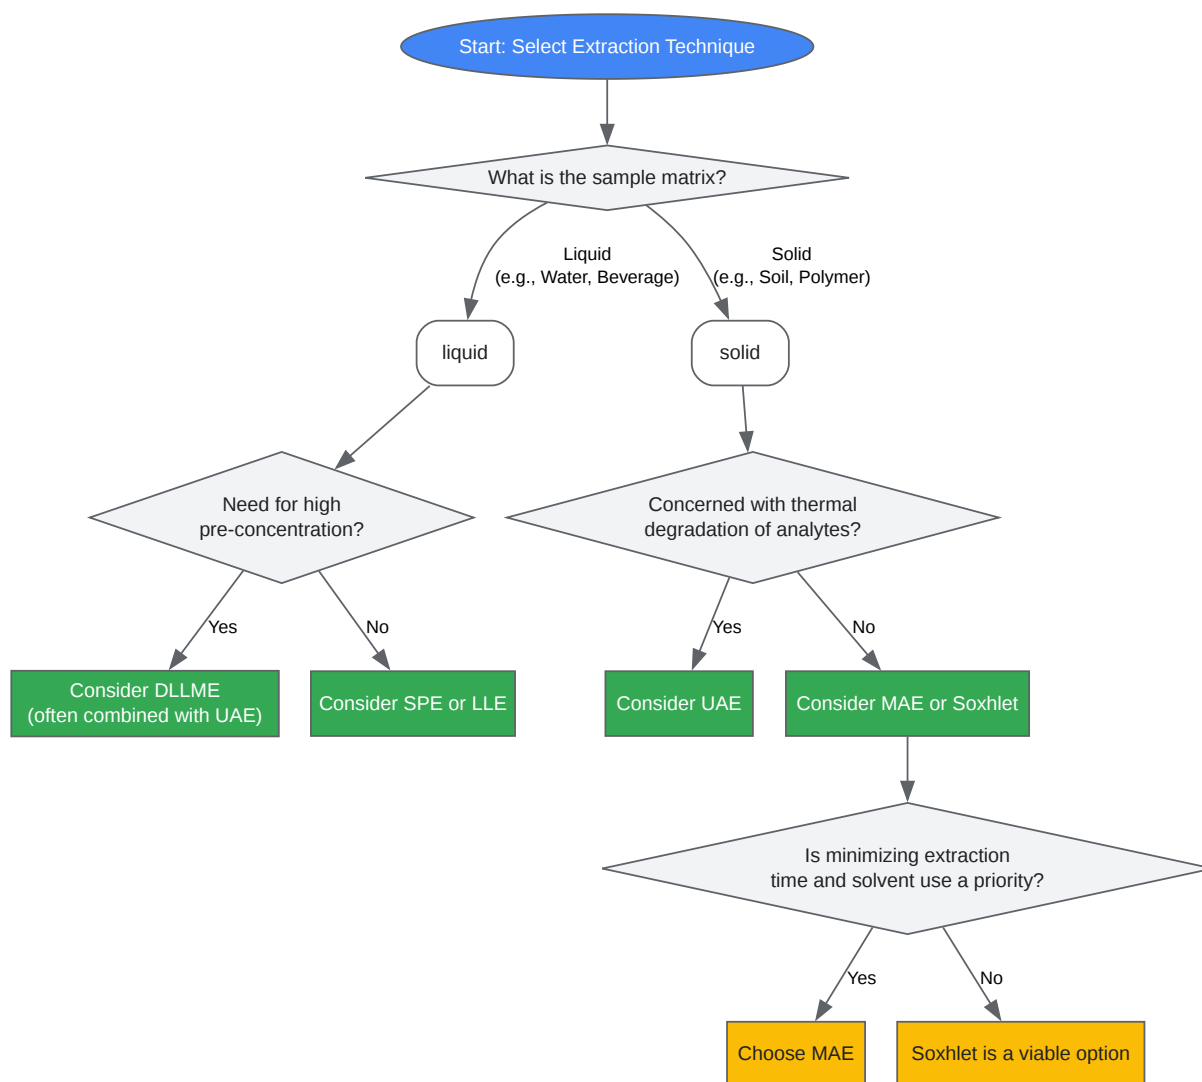 Start: Select Extraction Technique
What is the sample matrix?
Liquid
(e.g., Water, Beverage)
Solid
(e.g., Soil, Polymer)
liquid
solid
Need for high
pre-concentration?
Concerned with thermal
degradation of analytes?
Yes
No
Yes
No
Consider DLLME
(often combined with UAE)
Consider SPE or LLE
Consider UAE
Consider MAE or Soxhlet
Is minimizing extraction
time and solvent use a priority?
Yes
No
Choose MAE
Soxhlet is a viable option